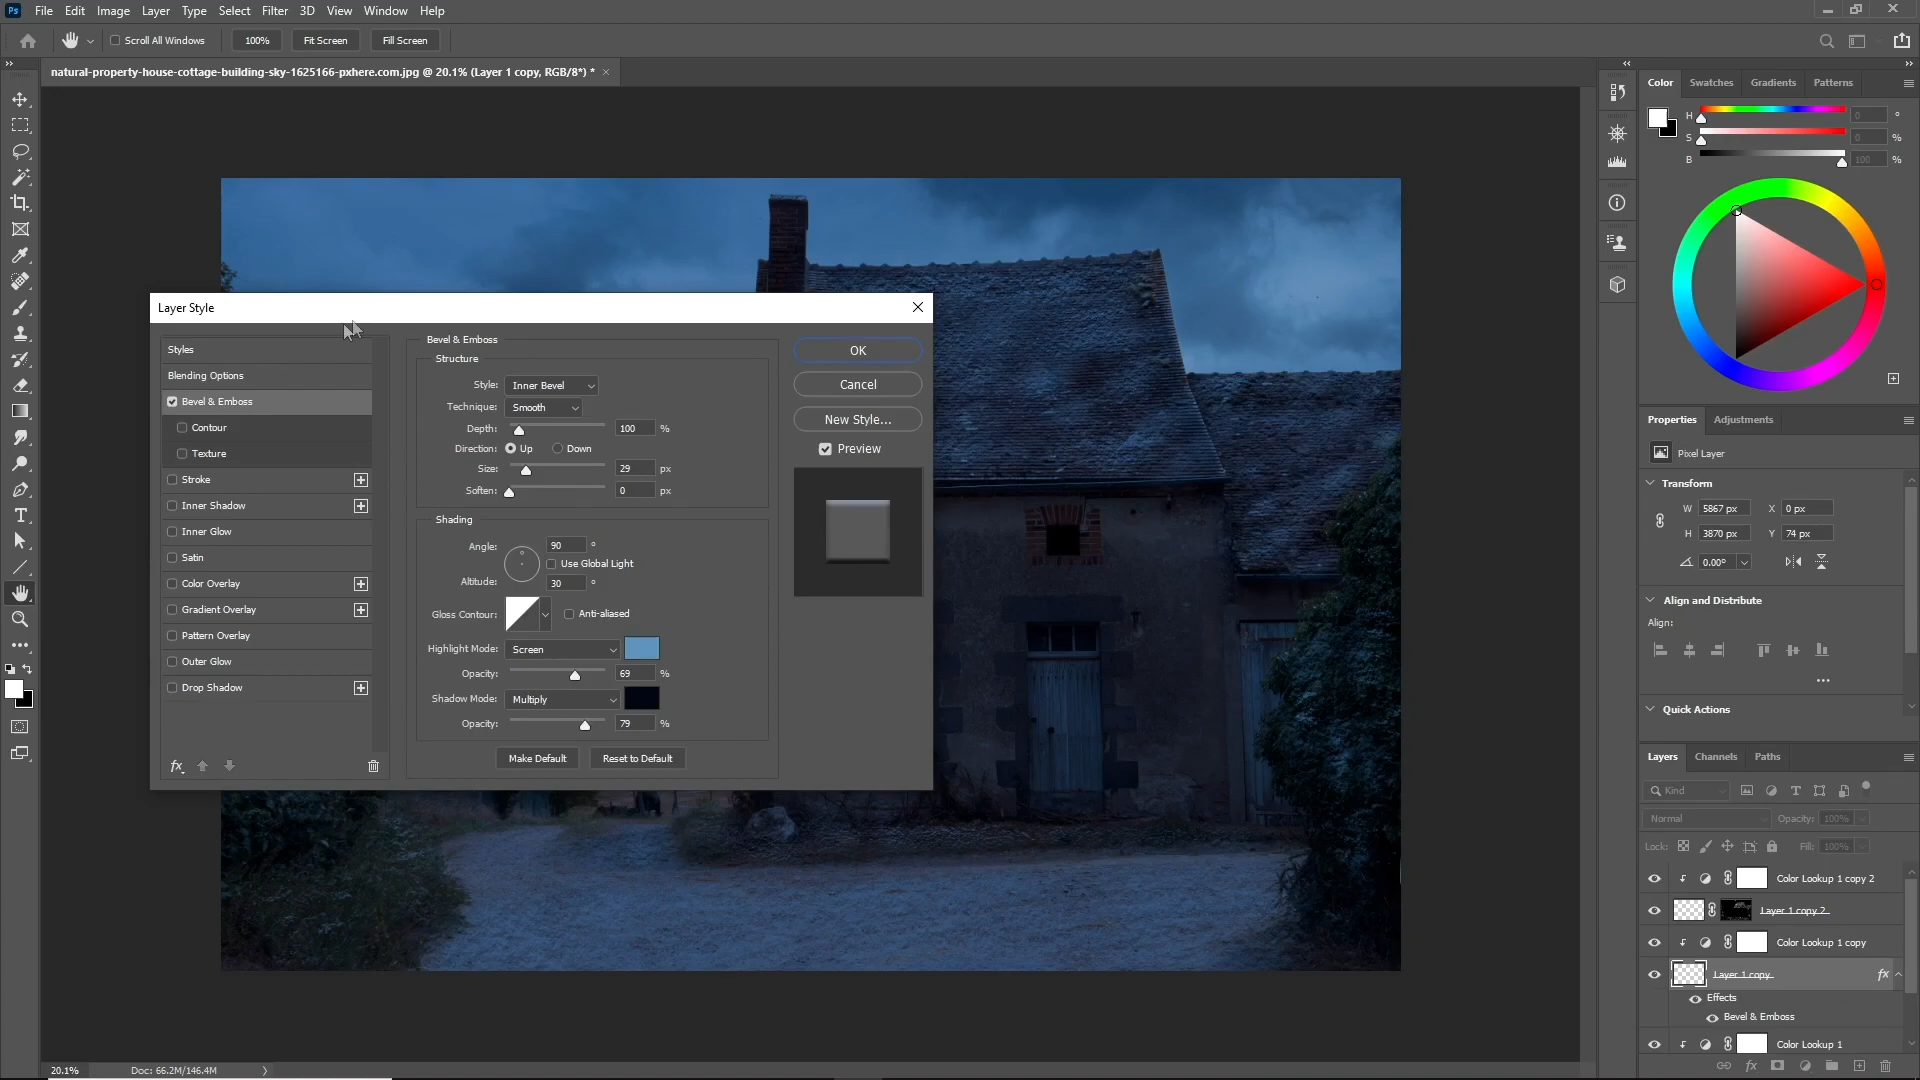 Ps File Edit Image Layer Type Select Filter 3D View Window Help
Scroll All Windows 100% Fit Screen Fill Screen
natural-property-house-cottage-building-sky-1625166-pxhere.com.jpg @ 20.1% (Layer 1 copy, RGB/8*) *
Layer Style
Styles
Blending Options
Bevel & Emboss
Contour
Texture
Stroke
Inner Shadow
Inner Glow
Satin
Color Overlay
Gradient Overlay
Pattern Overlay
Outer Glow
Drop Shadow
fx
Bevel & Emboss
Structure
Style: Inner Bevel
Technique: Smooth
Depth: 100 %
Direction: Up Down
Size: 29 px
Soften: 0 px
Shading
Angle: 90 °
Use Global Light
Altitude: 30 °
Gloss Contour: Anti-aliased
Highlight Mode: Screen
Opacity: 69 %
Shadow Mode: Multiply
Opacity: 79 %
Make Default Reset to Default
OK
Cancel
New Style...
Preview
Color Swatches Gradients Patterns
H 0 °
S 0 %
B 100 %
Properties Adjustments
Pixel Layer
Transform
W 5867 px X 0 px
H 3870 px Y 74 px
0.00°
Align and Distribute
Align:
Quick Actions
Layers Channels Paths
Kind
Normal Opacity: 100%
Lock: Fill: 100%
Color Lookup 1 copy 2
Layer 1 copy 2
Color Lookup 1 copy
Layer 1 copy fx
Effects
Bevel & Emboss
Color Lookup 1
fx
20.1% Doc: 66.2M/146.4M